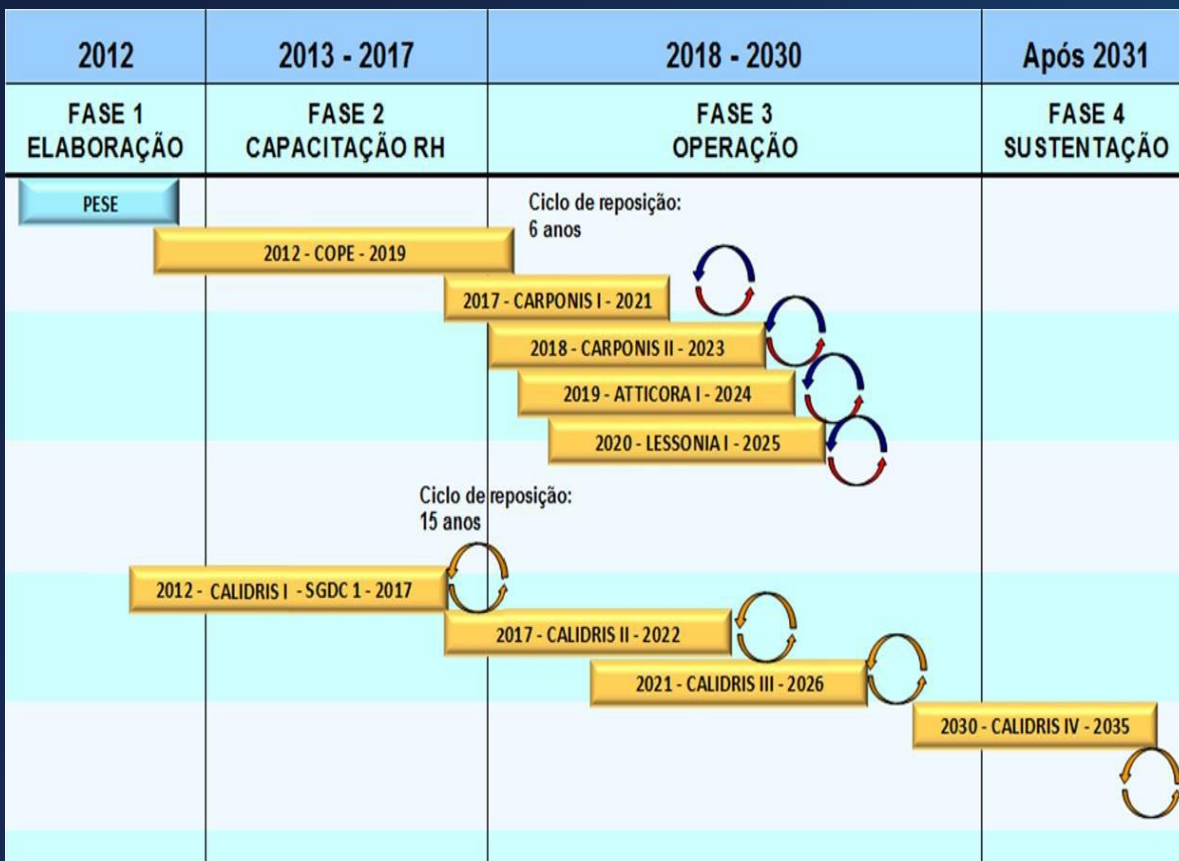 2012
2013 - 2017
2018 - 2030
Após 2031
FASE 1
ELABORAÇÃO
FASE 2
CAPACITAÇÃO RH
FASE 3
OPERAÇÃO
FASE 4
SUSTENTAÇÃO
PESE
Ciclo de reposição:
6 anos
2012 - COPE - 2019
2017 - CARPONIS I - 2021
2018 - CARPONIS II - 2023
2019 - ATTICORA I - 2024
2020 - LESSONIA I - 2025
Ciclo de reposição:
15 anos
2012 - CALIDRIS I - SGDC 1 - 2017
2017 - CALIDRIS II - 2022
2021 - CALIDRIS III - 2026
2030 - CALIDRIS IV - 2035